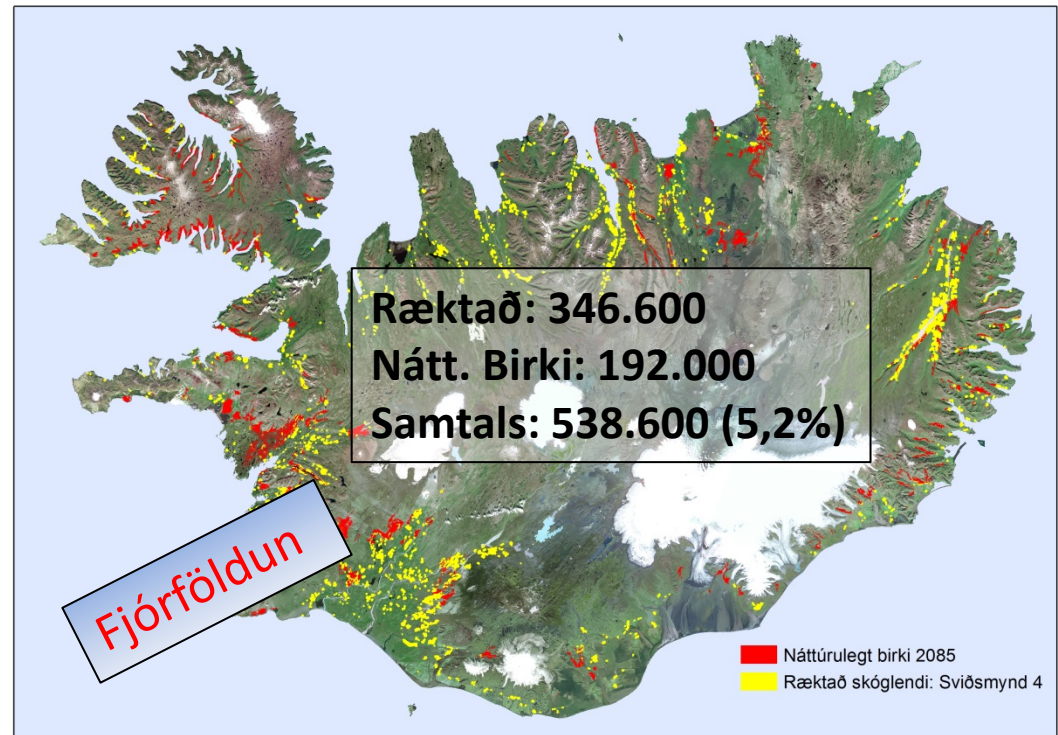 Ræktað: 346.600
Nátt. Birki: 192.000
Samtals: 538.600 (5,2%)
Fjórföldun
Náttúrulegt birki 2085
Ræktað skóglendi: Sviðsmynd 4